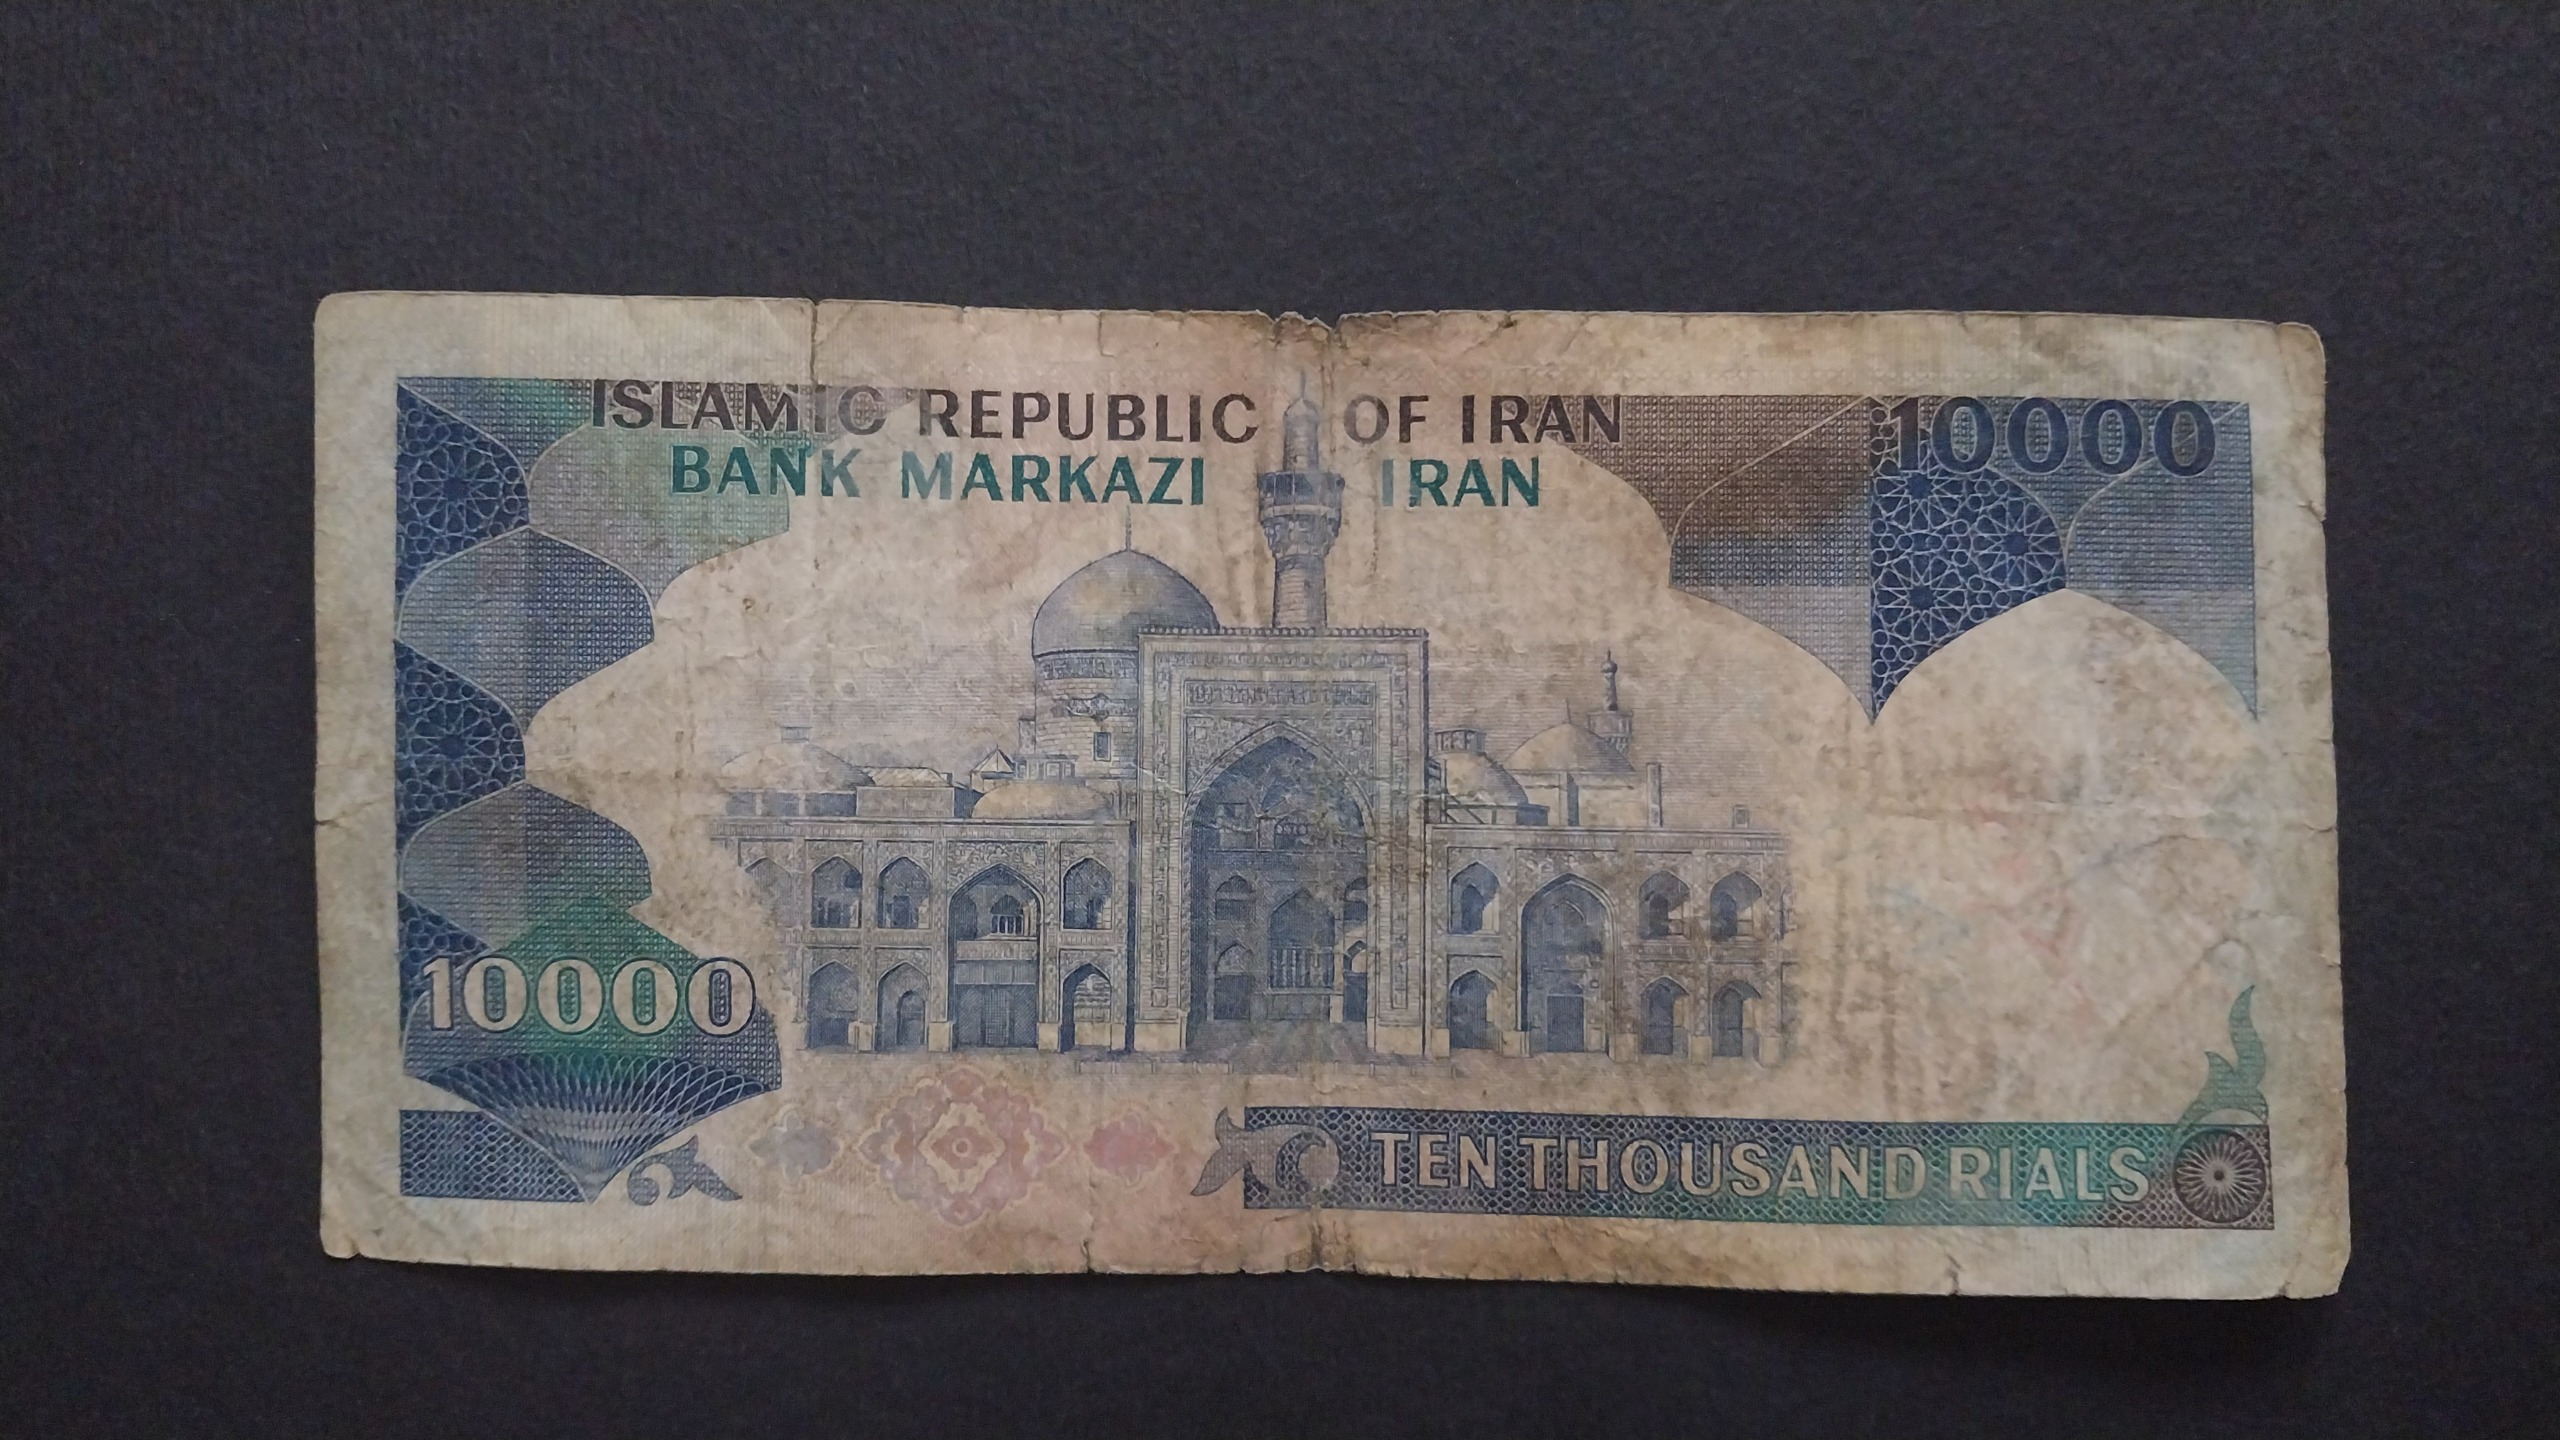 ISLAMIC REPUBLIC OF IRAN
10000
BANK MARKAZI IRAN
10000
TEN THOUSAND RIALS